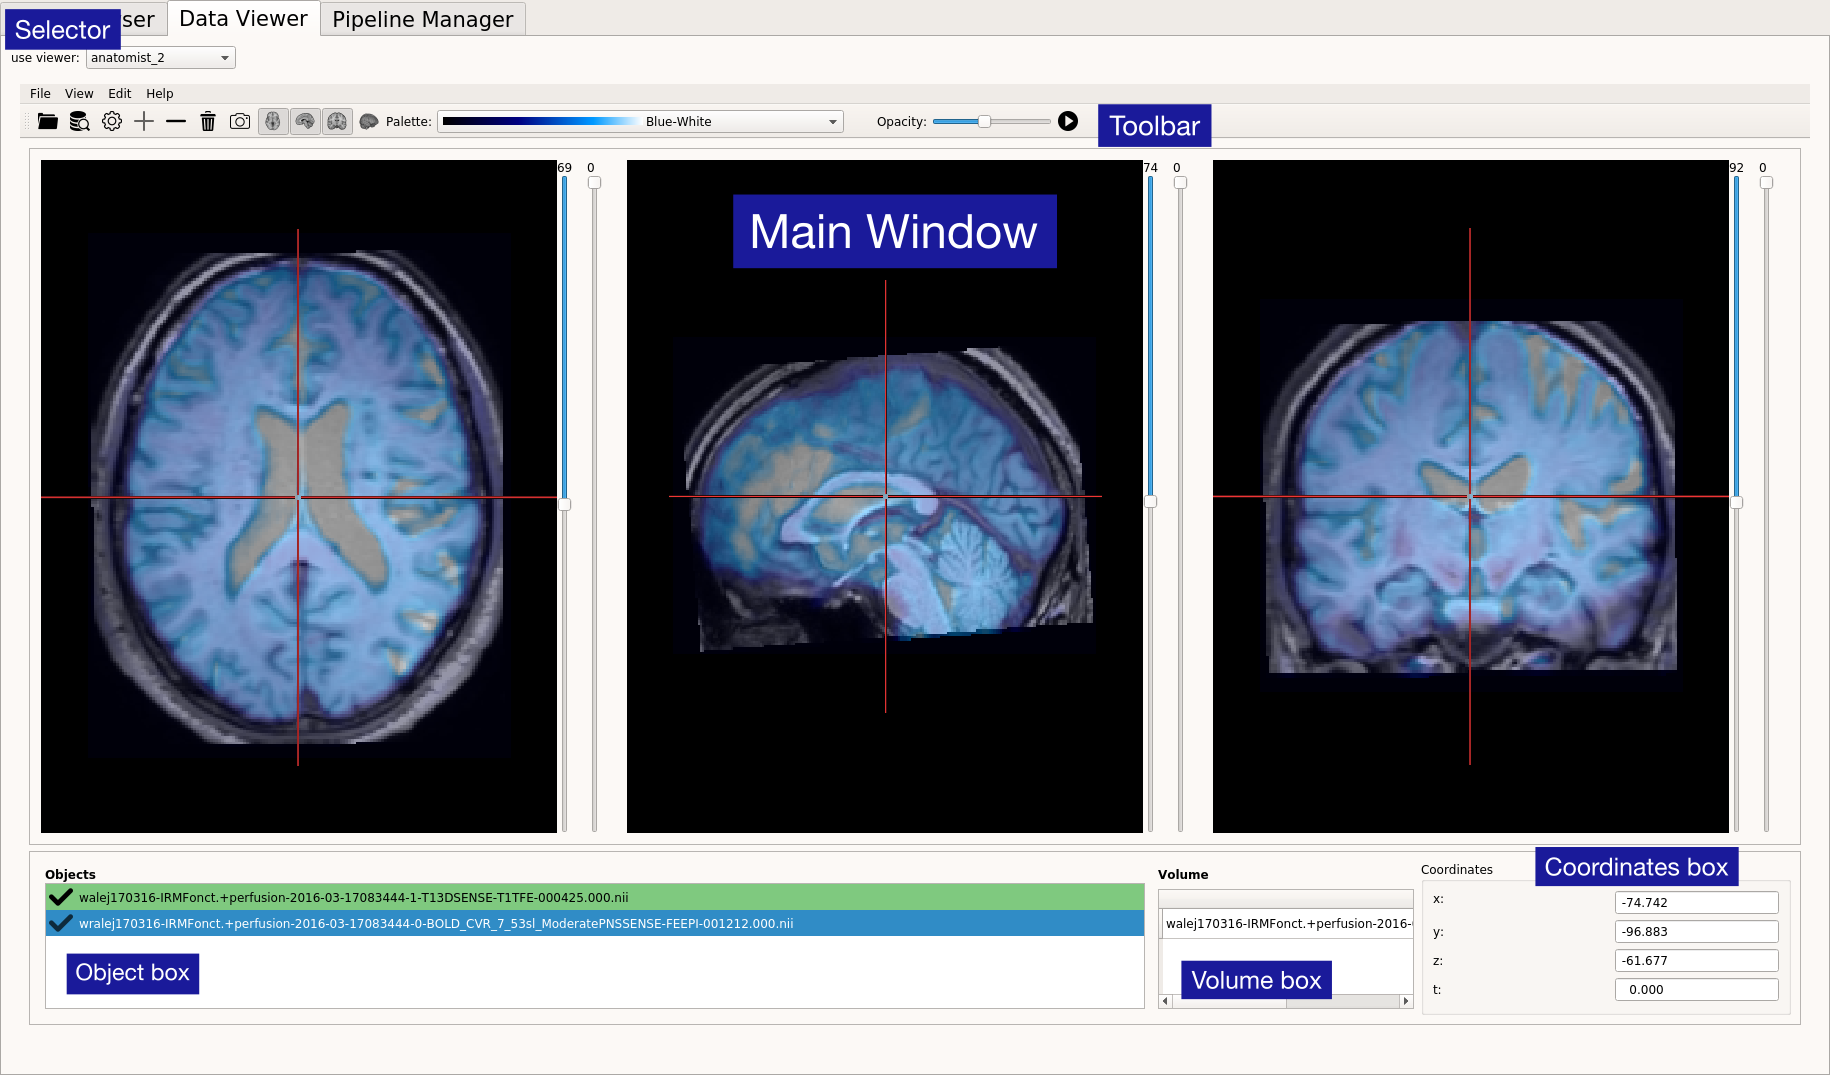 Selector
ser
Data Viewer
Pipeline Manager
use viewer: anatomist_2
File View Edit Help
Palette: Blue-White
Opacity:
Toolbar
69 0
74 0
92 0
Main Window
Objects
walej170316-IRMFonct.+perfusion-2016-03-17083444-1-T13DSENSE-T1TFE-000425.000.nii
wralej170316-IRMFonct.+perfusion-2016-03-17083444-0-BOLD_CVR_7_53sl_ModeratePNSSENSE-FEEPI-001212.000.nii
Object box
Volume
walej170316-IRMFonct.+perfusion-2016-
Volume box
Coordinates
Coordinates box
x: -74.742
y: -96.883
z: -61.677
t: 0.000